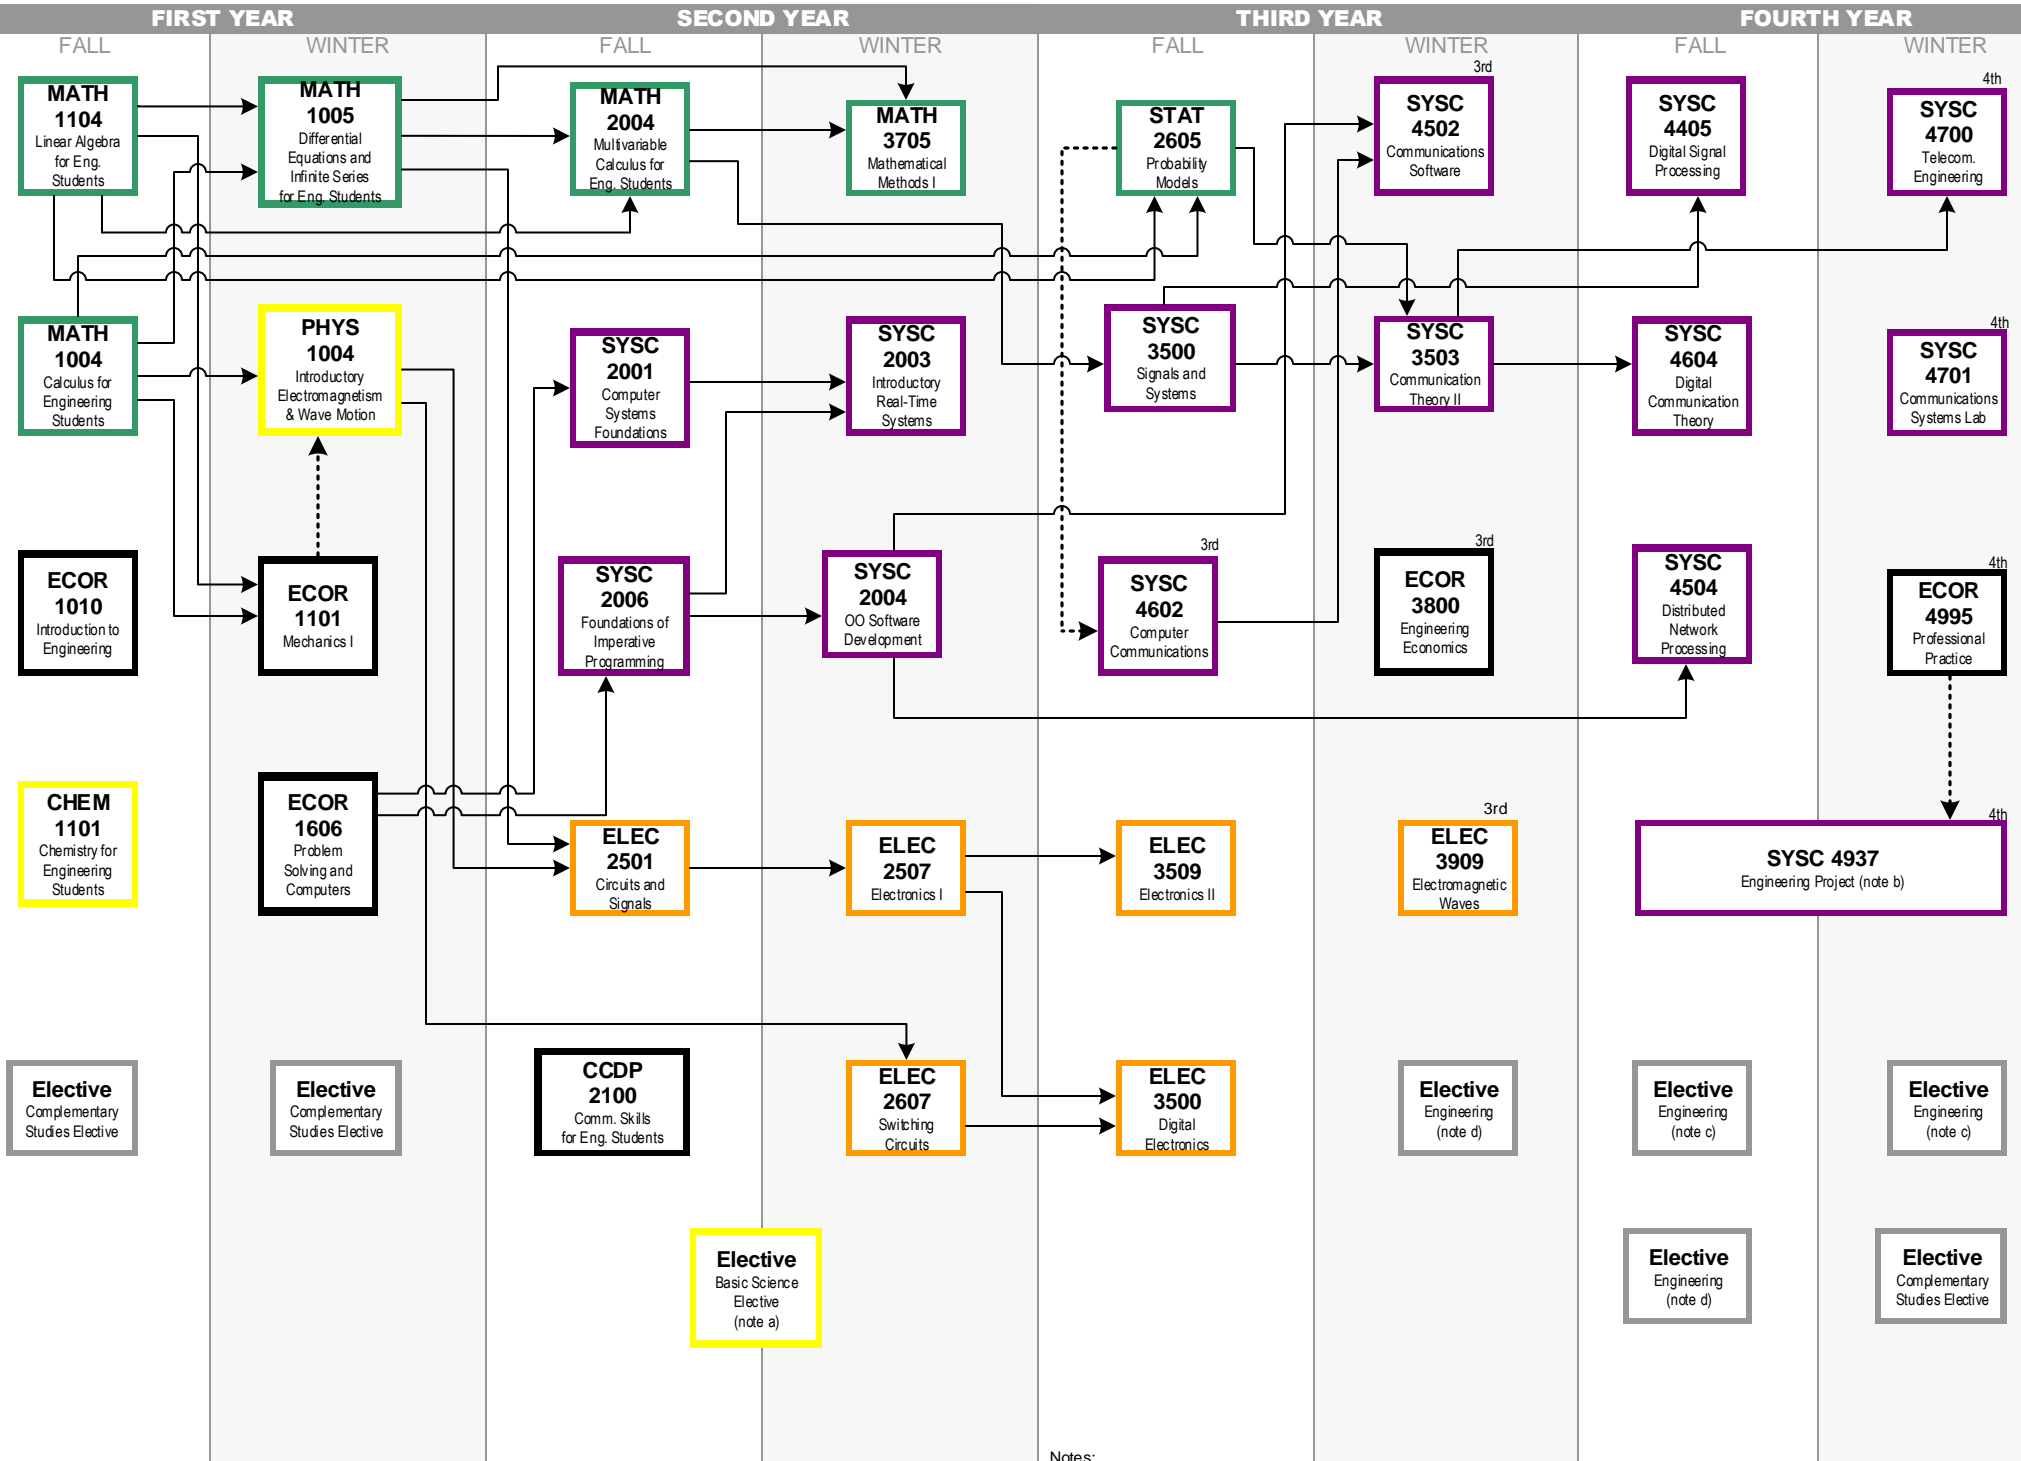 FIRST YEAR
SECOND YEAR
THIRD YEAR
FOURTH YEAR
FALL
WINTER
FALL
WINTER
FALL
WINTER
FALL
WINTER
MATH
1104
Linear Algebra
for Eng.
Students
MATH
1005
Differential
Equations and
Infinite Series
for Eng. Students
MATH
2004
Multivariable
Calculus for
Eng. Students
MATH
3705
Mathematical
Methods I
STAT
2605
Probability
Models
3rd
SYSC
4502
Communications
Software
SYSC
4405
Digital Signal
Processing
4th
SYSC
4700
Telecom.
Engineering
MATH
1004
Calculus for
Engineering
Students
PHYS
1004
Introductory
Electromagnetism
& Wave Motion
SYSC
2001
Computer
Systems
Foundations
SYSC
2003
Introductory
Real-Time
Systems
SYSC
3500
Signals and
Systems
SYSC
3503
Communication
Theory II
SYSC
4604
Digital
Communication
Theory
4th
SYSC
4701
Communications
Systems Lab
ECOR
1010
Introduction to
Engineering
ECOR
1101
Mechanics I
SYSC
2006
Foundations of
Imperative
Programming
SYSC
2004
OO Software
Development
3rd
SYSC
4602
Computer
Communications
3rd
ECOR
3800
Engineering
Economics
SYSC
4504
Distributed
Network
Processing
4th
ECOR
4995
Professional
Practice
CHEM
1101
Chemistry for
Engineering
Students
ECOR
1606
Problem
Solving and
Computers
ELEC
2501
Circuits and
Signals
ELEC
2507
Electronics I
ELEC
3509
Electronics II
3rd
ELEC
3909
Electromagnetic
Waves
4th
SYSC 4937
Engineering Project (note b)
Elective
Complementary
Studies Elective
Elective
Complementary
Studies Elective
CCDP
2100
Comm. Skills
for Eng. Students
ELEC
2607
Switching
Circuits
ELEC
3500
Digital
Electronics
Elective
Engineering
(note d)
Elective
Engineering
(note c)
Elective
Engineering
(note c)
Elective
Basic Science
Elective
(note a)
Elective
Engineering
(note d)
Elective
Complementary
Studies Elective
Notes: